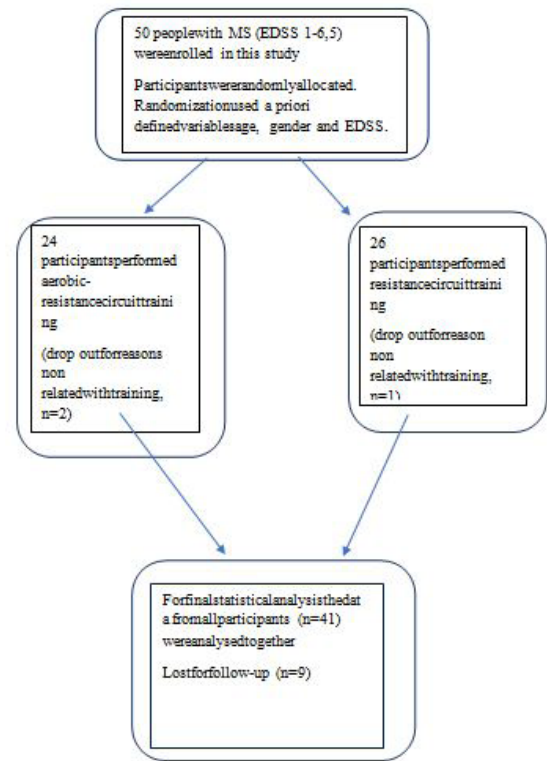 50 peoplewith MS (EDSS 1-6,5)
wereenrolled in this study
Participantswererandomlyallocated.
Randomizationused a priori
definedvariablesage, gender and EDSS.
24
participantsperformed
aerobic-
resistancecircuittraini
ng
(drop outforreasons
non
relatedwithtraining,
n=2)
26
participantsperformed
resistancecircuittraini
ng
(drop outforreason
non
relatedwithtraining,
n=1)
Forfinalstatisticalanalysisthedat
a fromallparticipants (n=41)
wereanalysedtogether
Lostforfollow-up (n=9)